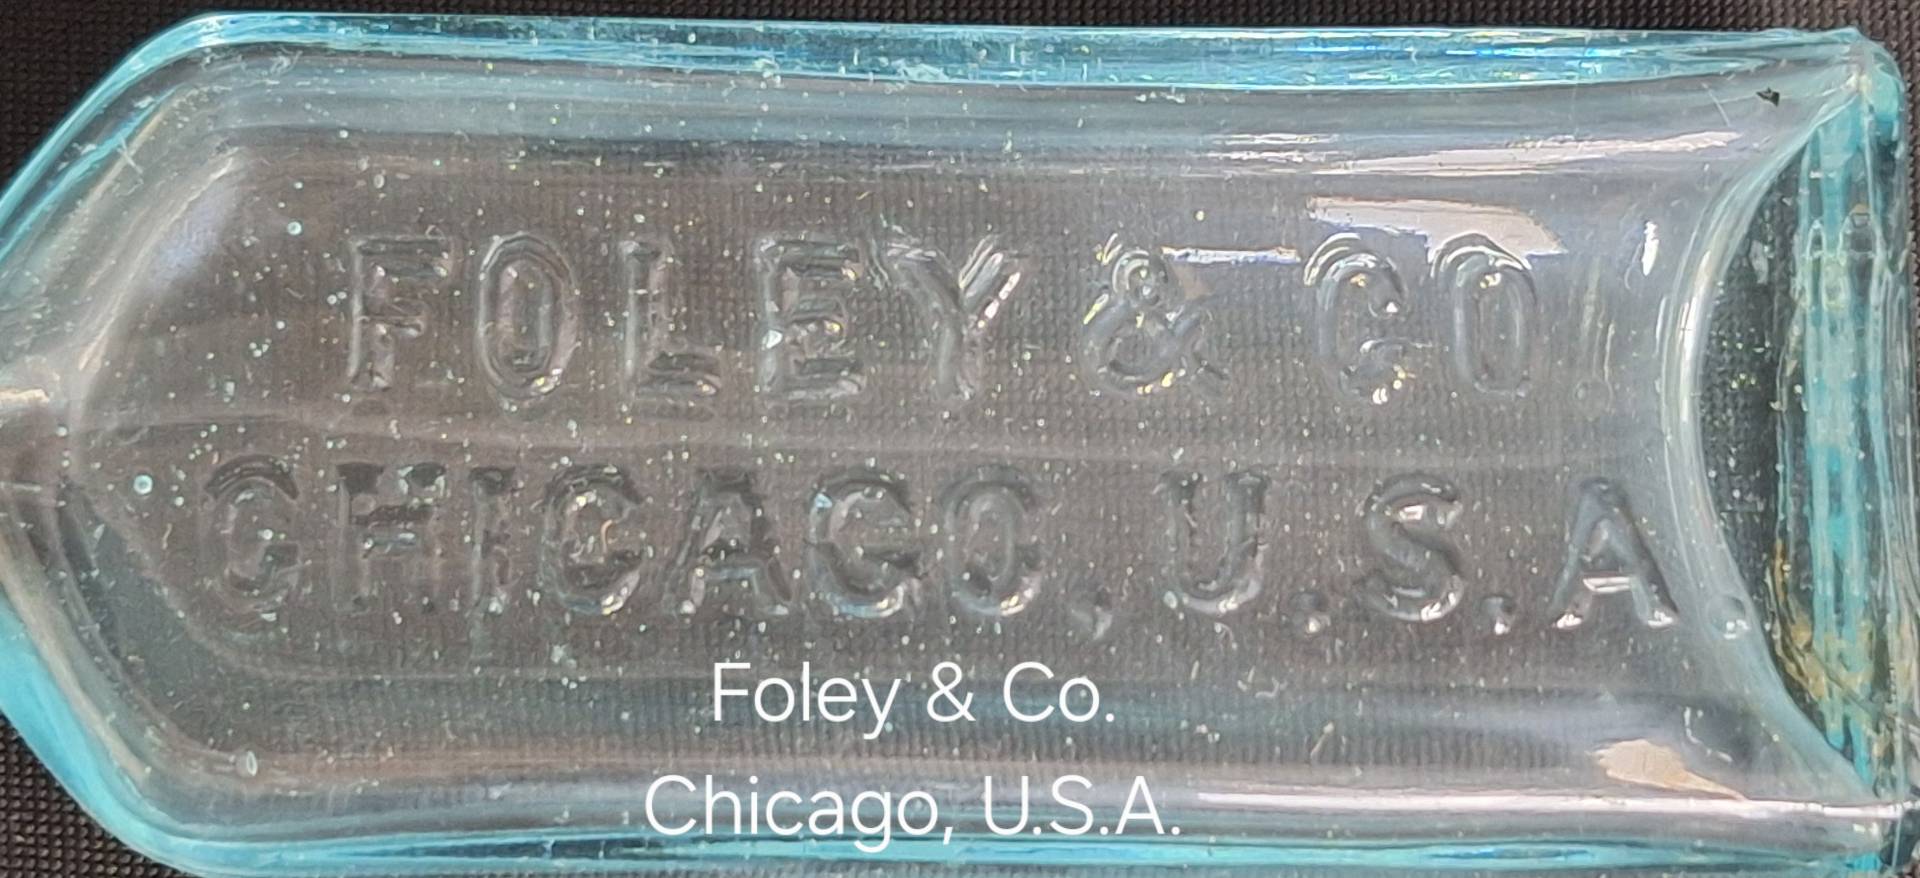 FOLEY & CO
CHICAGO, U.S.A
Foley & Co.
Chicago, U.S.A.